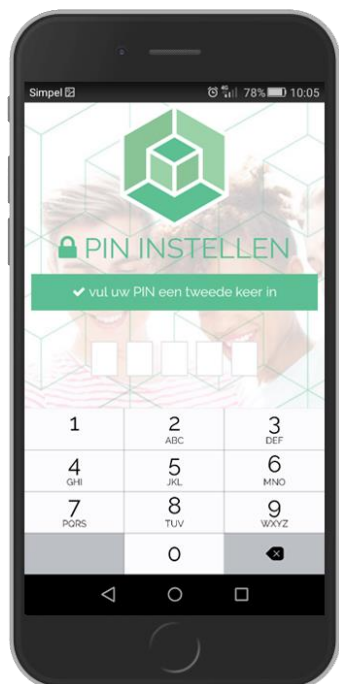 Simpel 4G 78% 10:05
PIN INSTELLEN
vul uw PIN een tweede keer in
1 2 3
ABC DEF
4 5 6
GHI JKL MNO
7 8 9
PQRS TUV WXYZ
0